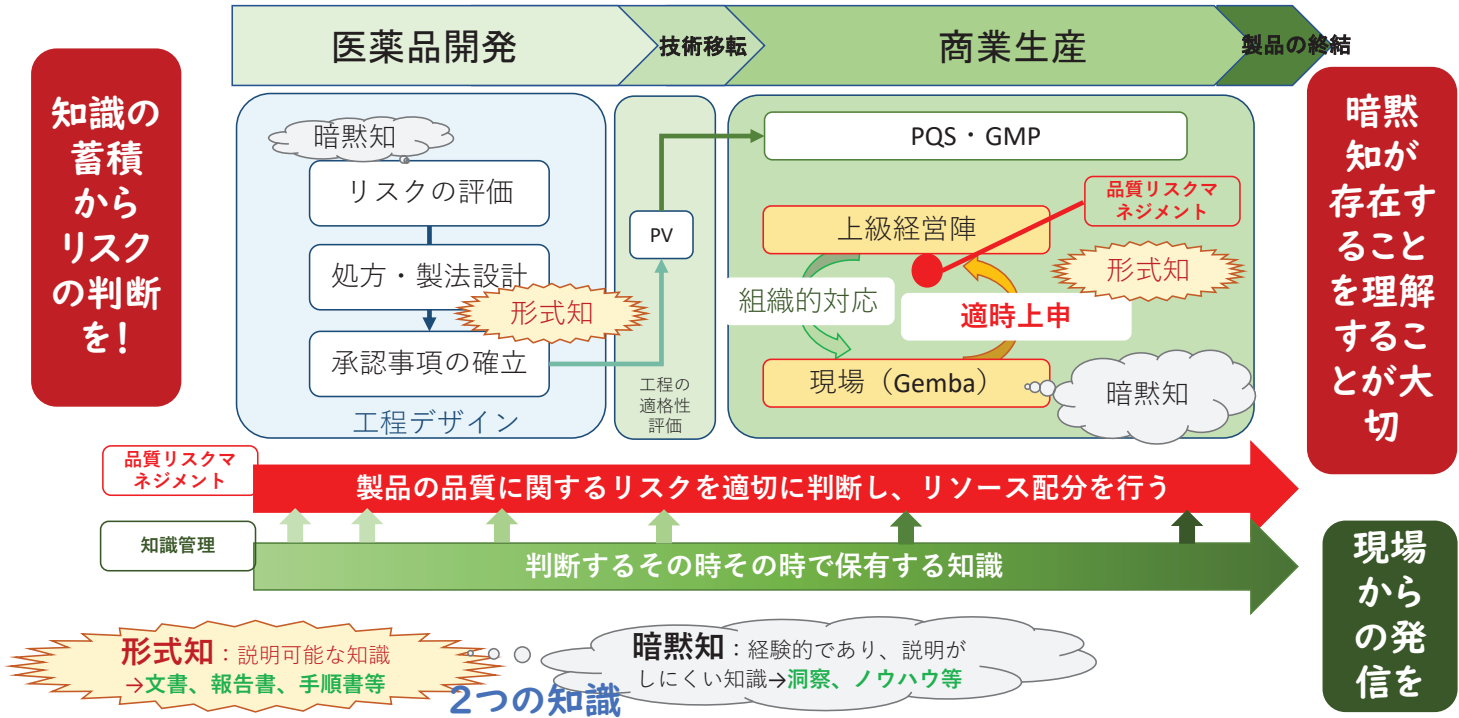 医薬品開発
技術移転
商業生産
製品の終結
知識の
蓄積
から
リスク
の判断
を！
暗黙知
リスクの評価
処方・製法設計
形式知
承認事項の確立
工程デザイン
PV
工程の
適格性
評価
PQS・GMP
品質リスクマ
ネジメント
上級経営陣
形式知
組織的対応
適時上申
現場（Gemba）
暗黙知
暗黙
知が
存在す
ること
を理解
するこ
とが大
切
品質リスクマ
ネジメント
製品の品質に関するリスクを適切に判断し、リソース配分を行う
知識管理
判断するその時その時で保有する知識
現場
から
の発
信を
形式知：説明可能な知識
→文書、報告書、手順書等
暗黙知：経験的であり、説明が
しにくい知識→洞察、ノウハウ等
2つの知識